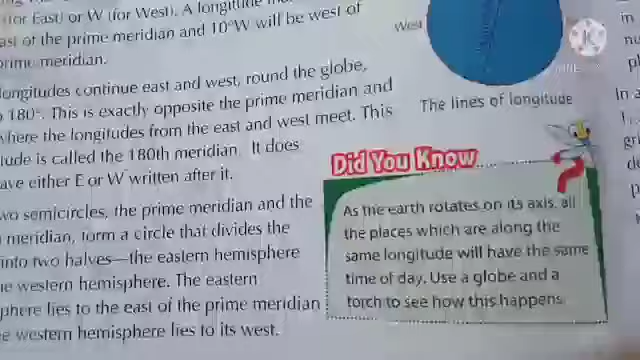 (for East) or W (for West). A longitude
east of the prime meridian and 10°W will be west of
prime meridian.
longitudes continue east and west, round the globe,
180°. This is exactly opposite the prime meridian and
where the longitudes from the east and west meet. This
tude is called the 180th meridian. It does
ave either E or W written after it.
wo semicircles, the prime meridian and the
meridian, form a circle that divides the
into two halves—the eastern hemisphere
he western hemisphere. The eastern
phere lies to the east of the prime meridian
e western hemisphere lies to its west.
West
The lines of longitude
Did You Know
As the earth rotates on its axis, all
the places which are along the
same longitude will have the same
time of day. Use a globe and a
torch to see how this happens.
in
In a